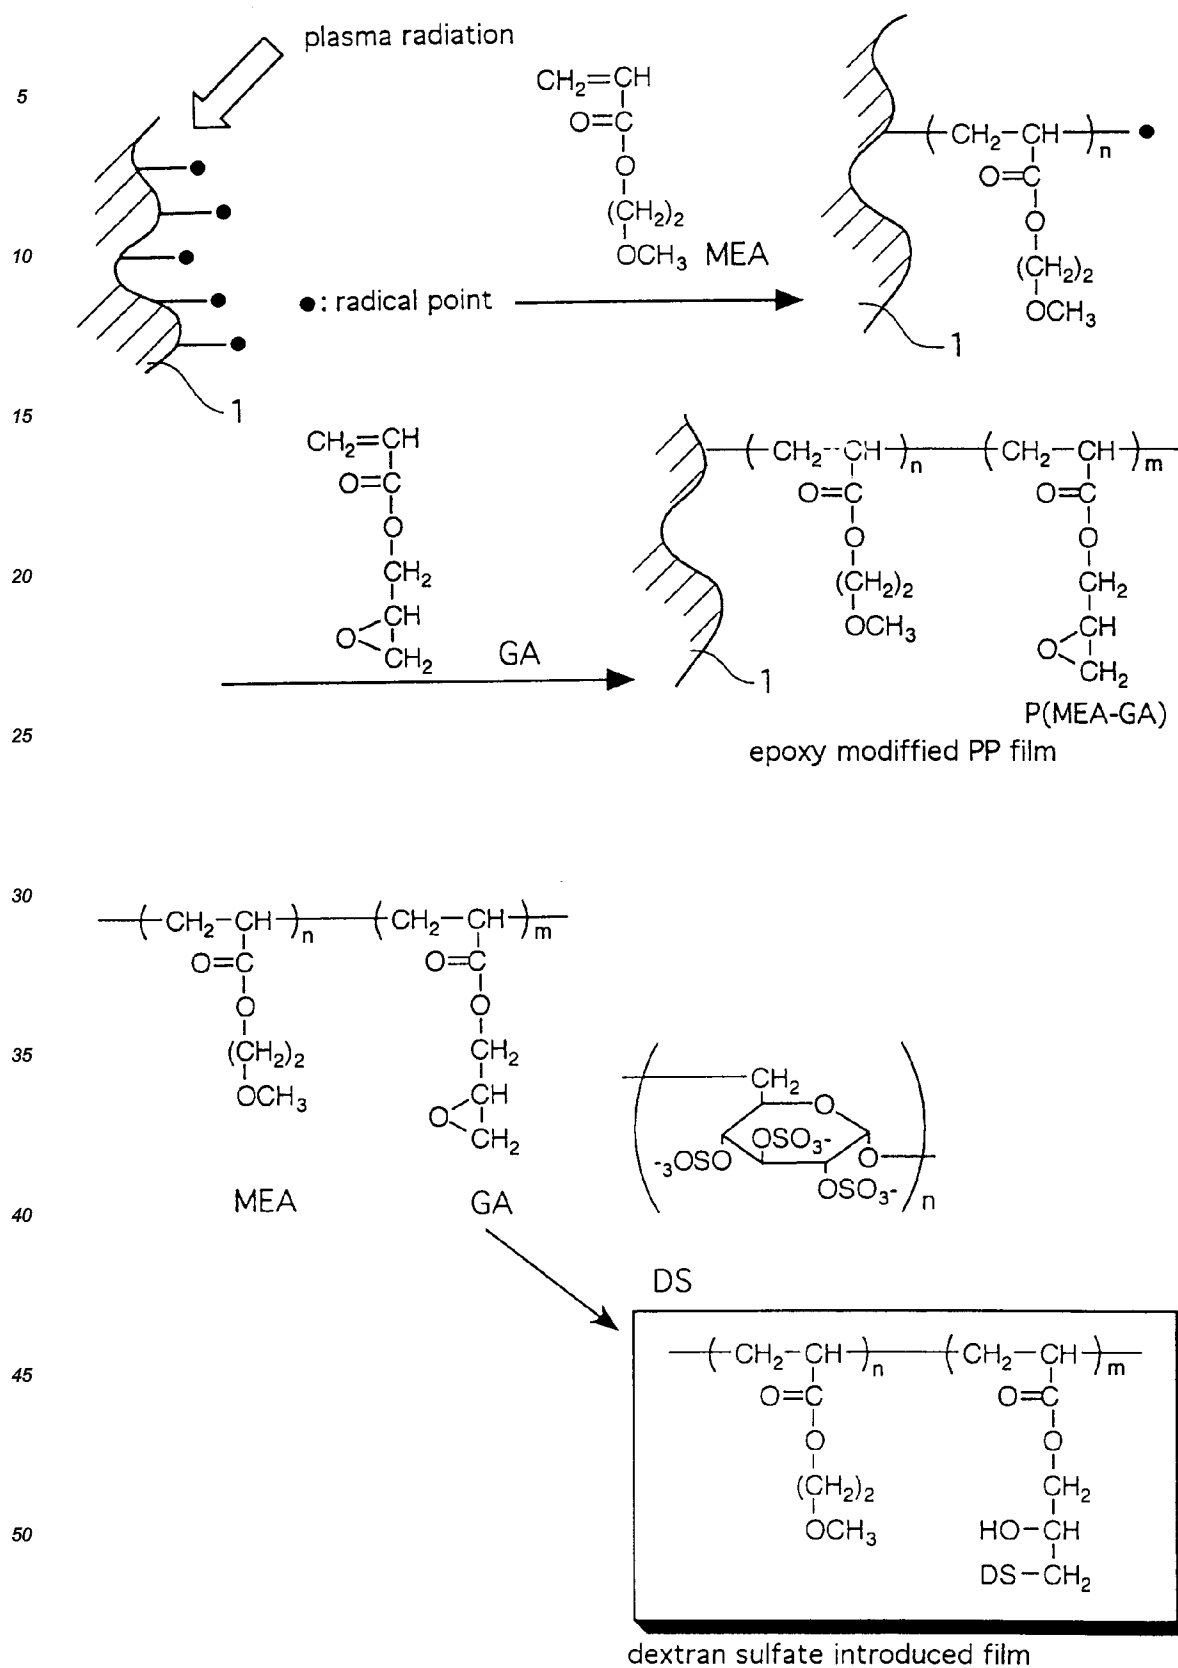 plasma radiation
5
CH2=CH
O=C
O
(CH2)2
OCH3 MEA
( CH2-CH )n
O=C
O
(CH2)2
OCH3
10
●: radical point
1
1
15
CH2=CH
O=C
O
CH2
CH
O
CH2
GA
( CH2-CH )n ( CH2-CH )m
O=C O=C
O O
(CH2)2 CH2
OCH3 CH
O
CH2
1
20
P(MEA-GA)
25
epoxy modiffied PP film
30
( CH2-CH )n ( CH2-CH )m
O=C O=C
O O
35
(CH2)2 CH2
OCH3 CH
O
CH2
MEA GA
CH2
O
OSO3-
-3OSO
O
OSO3-
n
40
DS
45
( CH2-CH )n ( CH2-CH )m
O=C O=C
O O
(CH2)2 CH2
50
OCH3 HO-CH
DS-CH2
dextran sulfate introduced film